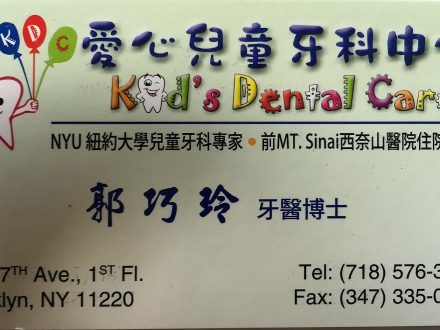 KDC
愛心兒童牙科中心
Kid's Dental Care
NYU 紐約大學兒童牙科專家 • 前MT. Sinai西奈山醫院住院
郭巧玲 牙醫博士
7TH Ave., 1ST Fl.
Tel: (718) 576-3
klyn, NY 11220
Fax: (347) 335-0